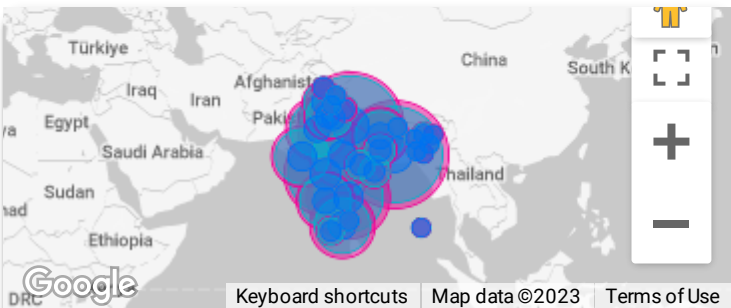 Türkiye
China
South K
Afghanist
Iraq
Iran
Paki
Egypt
Saudi Arabia
Thailand
Sudan
Ethiopia
Google
DRC
Keyboard shortcuts
Map data ©2023
Terms of Use